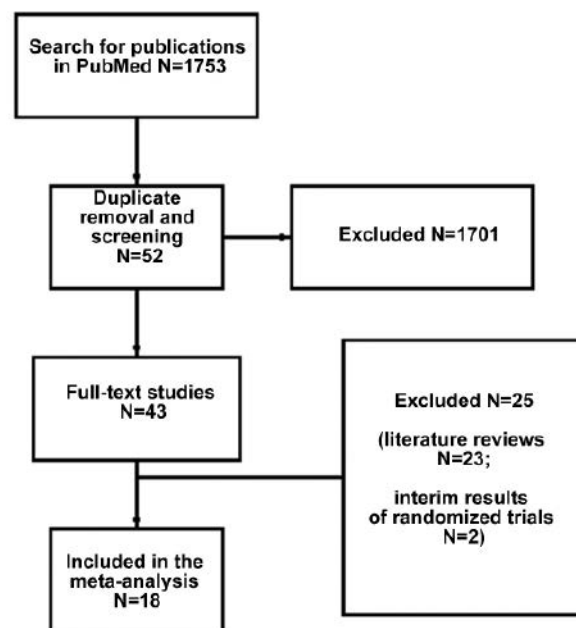 Search for publications
in PubMed N=1753
Duplicate
removal and
screening
N=52
Excluded N=1701
Full-text studies
N=43
Excluded N=25
(literature reviews
N=23;
interim results
of randomized trials
N=2)
Included in the
meta-analysis
N=18